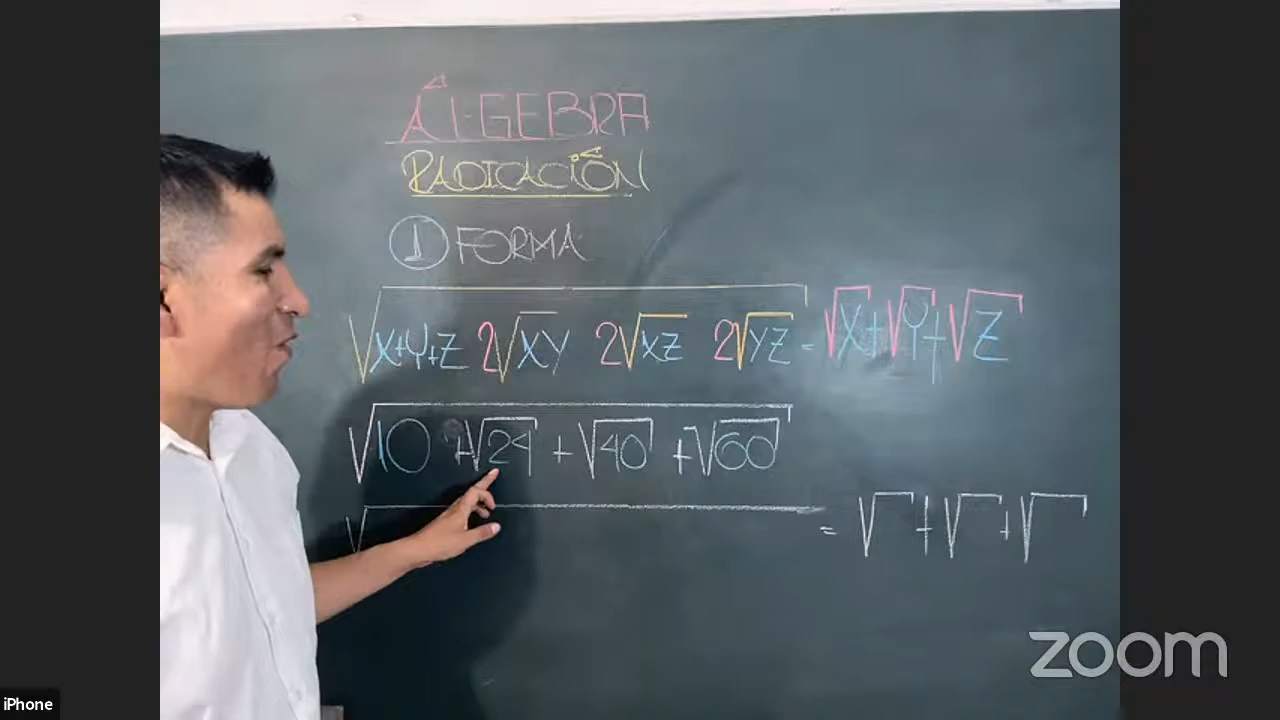 ÁLGEBRA
RADICACIÓN
① FORMA
√(X+Y+Z 2√XY 2√XZ 2√YZ) = √X+√Y+√Z
√(10 +√24 + √40 + √60)
√ = √ + √ + √
zoom
iPhone